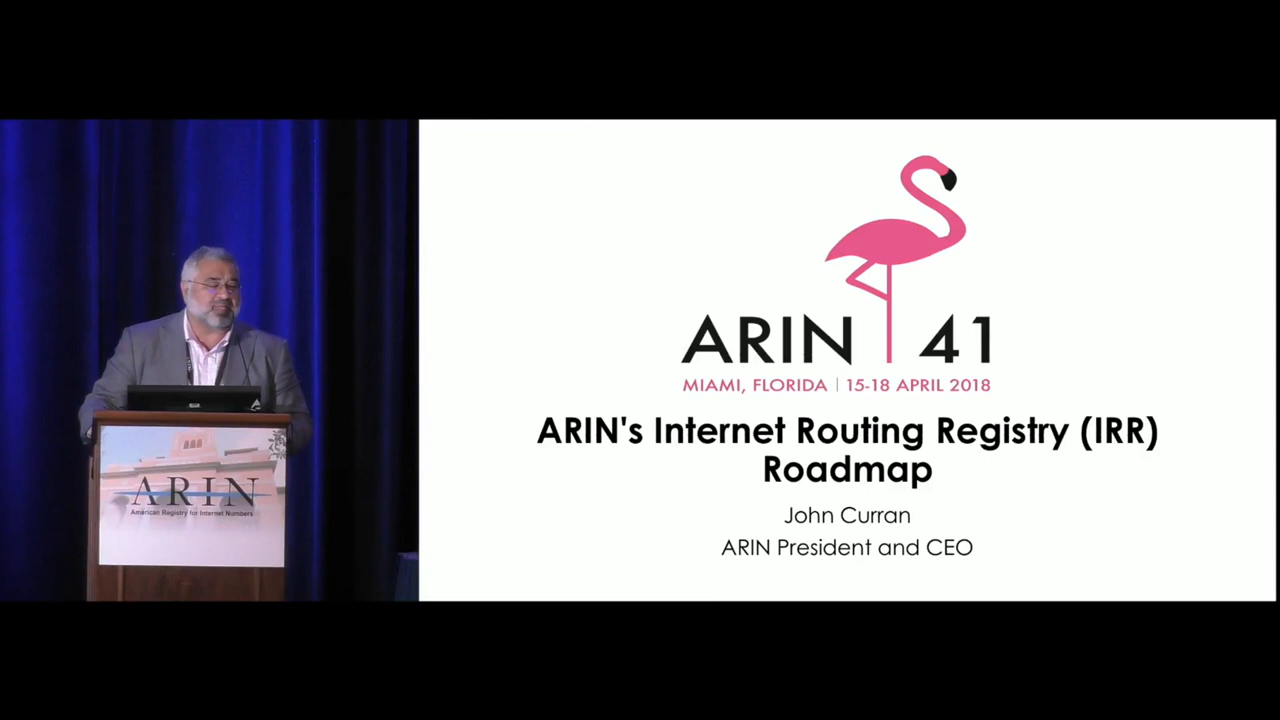 ARIN
American Registry for Internet Numbers
ARIN 41
MIAMI, FLORIDA | 15-18 APRIL 2018
ARIN's Internet Routing Registry (IRR)
Roadmap
John Curran
ARIN President and CEO